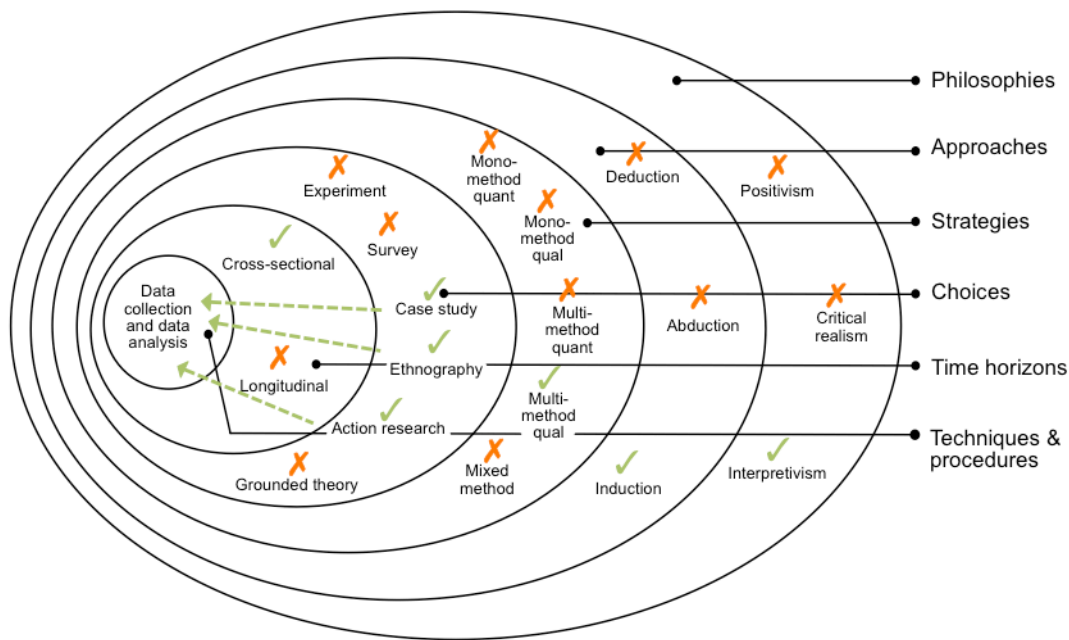 Philosophies
Approaches
Strategies
Choices
Time horizons
Techniques &
procedures
Positivism
Critical
realism
Interpretivism
Deduction
Abduction
Induction
Mono-
method
quant
Mono-
method
qual
Multi-
method
quant
Multi-
method
qual
Mixed
method
Experiment
Survey
Case study
Ethnography
Action research
Grounded theory
Cross-sectional
Longitudinal
Data
collection
and data
analysis